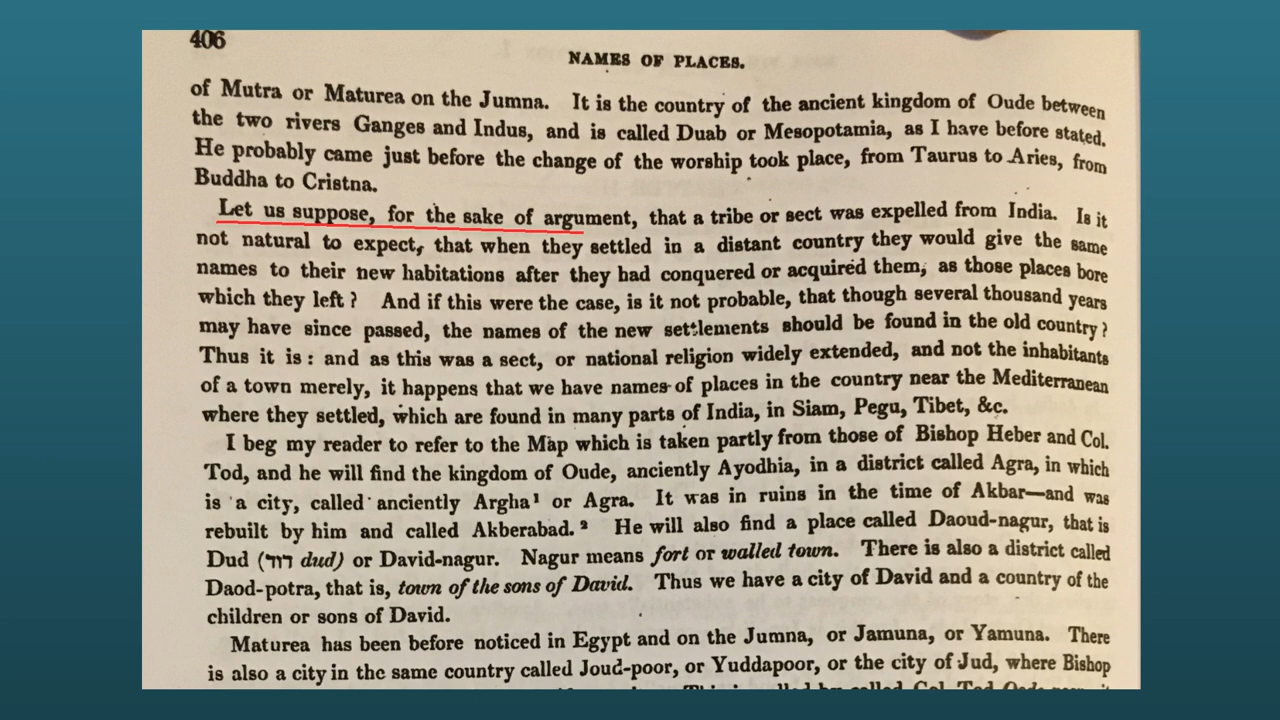 406
NAMES OF PLACES.
of Mutra or Maturea on the Jumna. It is the country of the ancient kingdom of Oude between
the two rivers Ganges and Indus, and is called Duab or Mesopotamia, as I have before stated.
He probably came just before the change of the worship took place, from Taurus to Aries, from
Buddha to Cristna.
Let us suppose, for the sake of argument, that a tribe or sect was expelled from India. Is it
not natural to expect, that when they settled in a distant country they would give the same
names to their new habitations after they had conquered or acquired them, as those places bore
which they left? And if this were the case, is it not probable, that though several thousand years
may have since passed, the names of the new settlements should be found in the old country?
Thus it is: and as this was a sect, or national religion widely extended, and not the inhabitants
of a town merely, it happens that we have names of places in the country near the Mediterranean
where they settled, which are found in many parts of India, in Siam, Pegu, Tibet, &c.
I beg my reader to refer to the Map which is taken partly from those of Bishop Heber and Col.
Tod, and he will find the kingdom of Oude, anciently Ayodhia, in a district called Agra, in which
is a city, called anciently Argha¹ or Agra. It was in ruins in the time of Akbar—and was
rebuilt by him and called Akberabad.² He will also find a place called Daoud-nagur, that is
Dud (דוד dud) or David-nagur. Nagur means fort or walled town. There is also a district called
Daod-potra, that is, town of the sons of David. Thus we have a city of David and a country of the
children or sons of David.
Maturea has been before noticed in Egypt and on the Jumna, or Jamuna, or Yamuna. There
is also a city in the same country called Joud-poor, or Yuddapoor, or the city of Jud, where Bishop